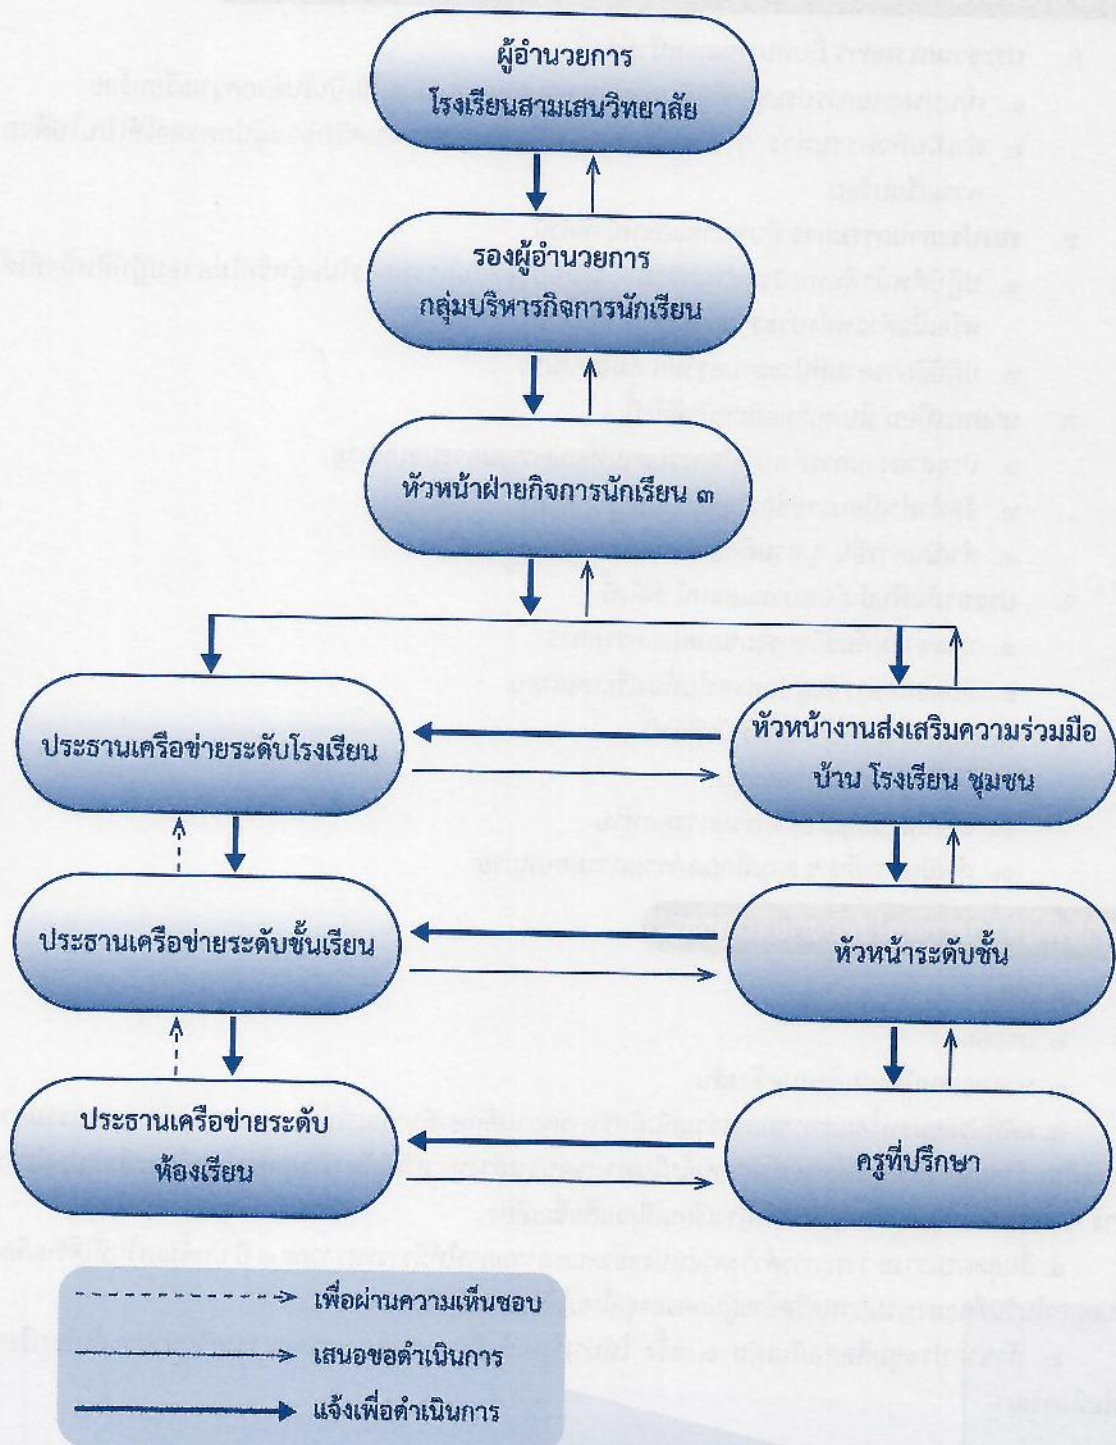 ผู้อำนวยการ
โรงเรียนสามเสนวิทยาลัย
รองผู้อำนวยการ
กลุ่มบริหารกิจการนักเรียน
หัวหน้าฝ่ายกิจการนักเรียน ๓
ประธานเครือข่ายระดับโรงเรียน
หัวหน้างานส่งเสริมความร่วมมือ
บ้าน โรงเรียน ชุมชน
ประธานเครือข่ายระดับชั้นเรียน
หัวหน้าระดับชั้น
ประธานเครือข่ายระดับ
ห้องเรียน
ครูที่ปรึกษา
เพื่อผ่านความเห็นชอบ
เสนอขอดำเนินการ
แจ้งเพื่อดำเนินการ